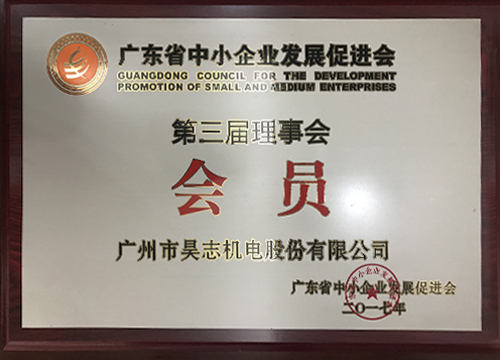 广东省中小企业发展促进会
GUANGDONG COUNCIL FOR THE DEVELOPMENT
PROMOTION OF SMALL AND MEDIUM ENTERPRISES
第三届理事会
会员
广州市昊志机电股份有限公司
广东省中小企业发展促进会
二〇一七年